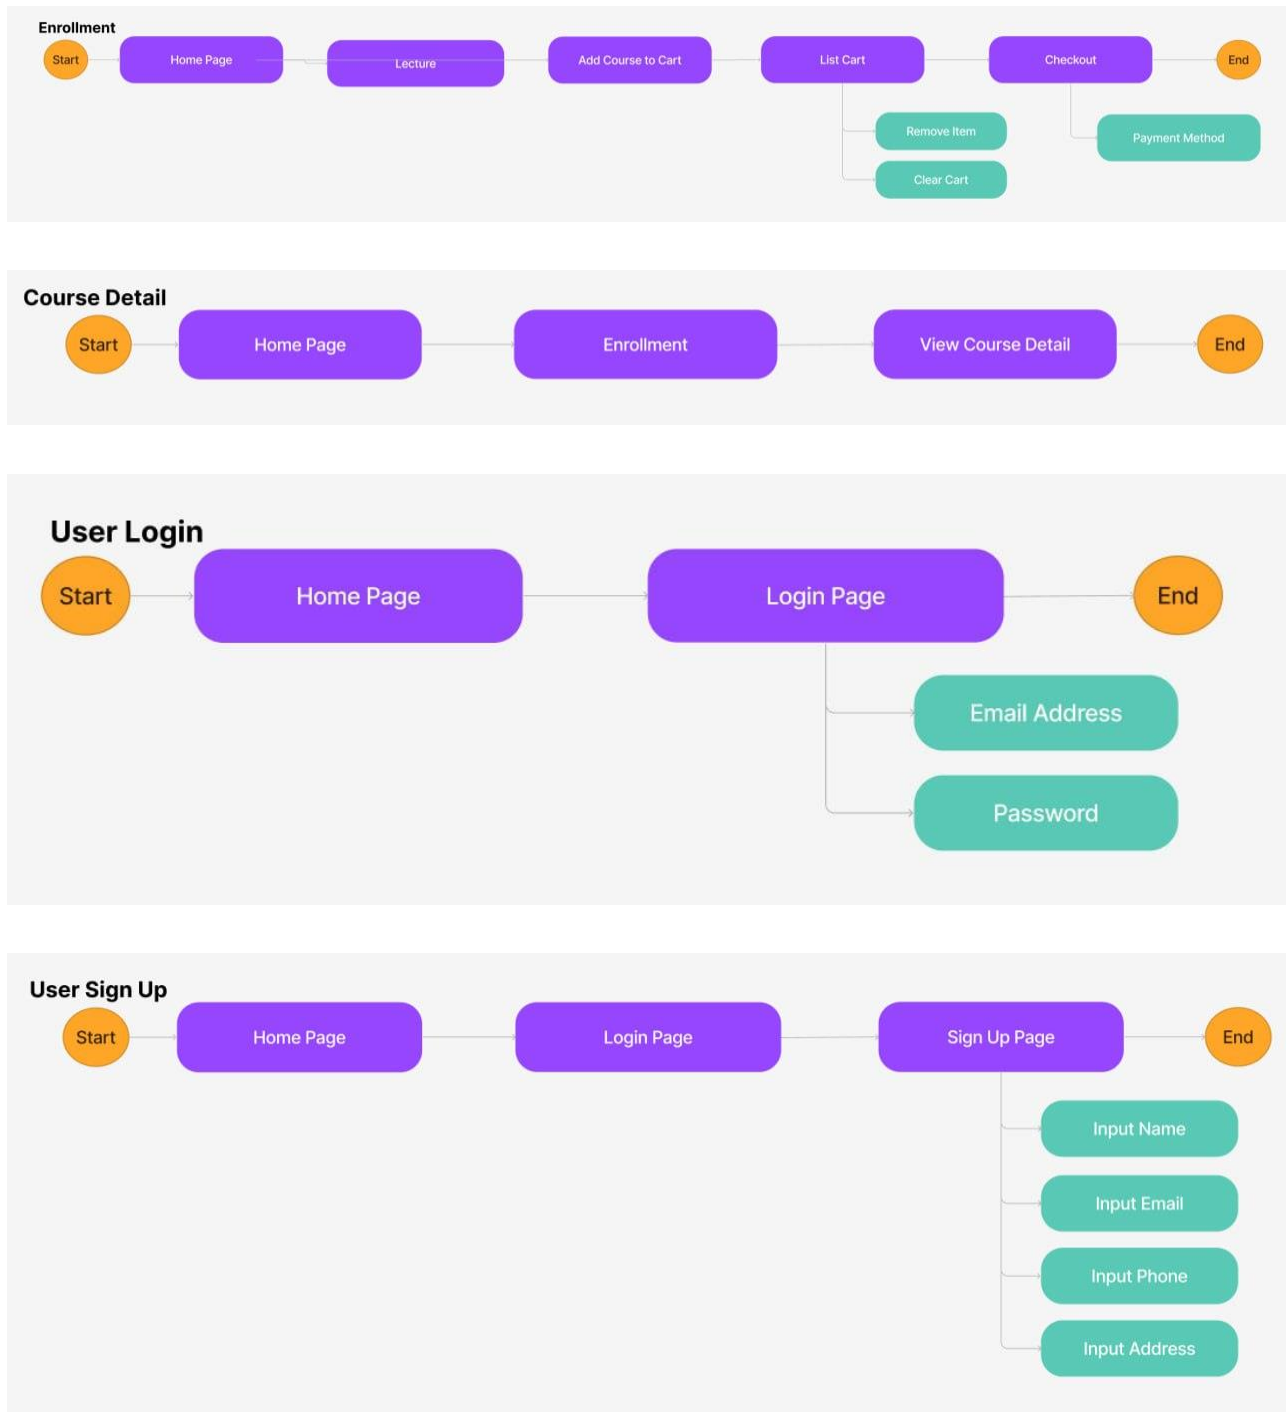 Enrollment
Start
Home Page
Lecture
Add Course to Cart
List Cart
Checkout
End
Remove Item
Payment Method
Clear Cart
Course Detail
Start
Home Page
Enrollment
View Course Detail
End
User Login
Start
Home Page
Login Page
End
Email Address
Password
User Sign Up
Start
Home Page
Login Page
Sign Up Page
End
Input Name
Input Email
Input Phone
Input Address